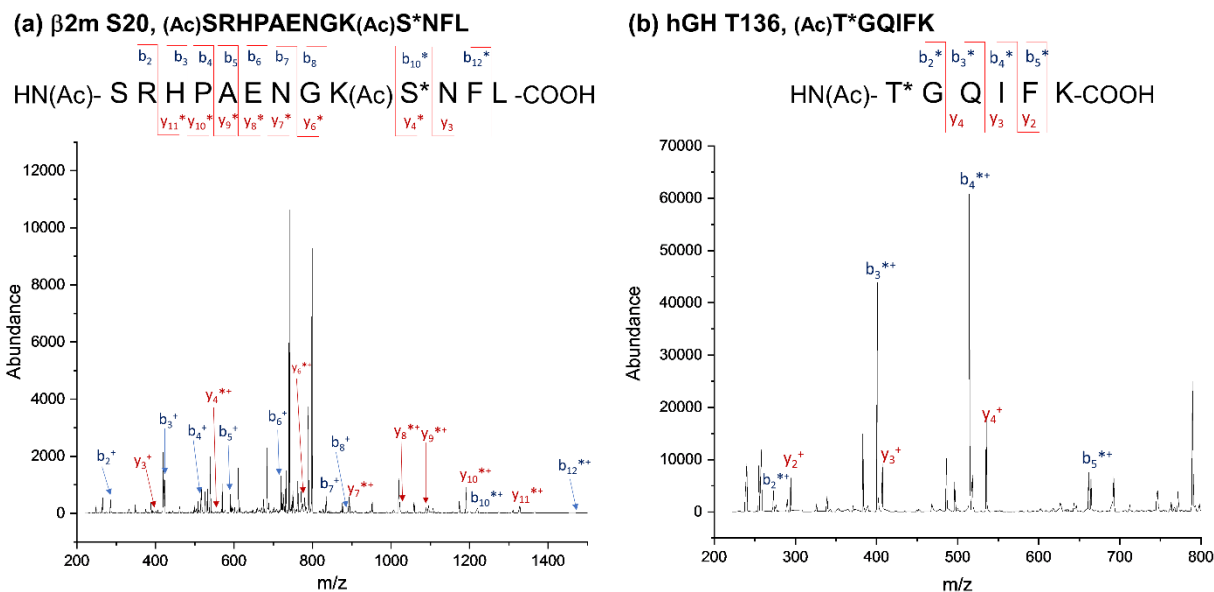 (a) β2m S20, (Ac)SRHPAENGK(Ac)S*NFL
b2 b3 b4 b5 b6 b7 b8 b10* b12*
HN(Ac)- S R H P A E N G K(Ac) S* N F L -COOH
y11* y10* y9* y8* y7* y6* y4* y3
12000
10000
8000
6000
4000
2000
0
Abundance
b2+
b3+
y3+
b4+
y4*+
b5+
b6+
y6*+
b7+
b8+
y7*+
y8*+
y9*+
y10*+
b10*+
y11*+
b12*+
200 400 600 800 1000 1200 1400
m/z
(b) hGH T136, (Ac)T*GQIFK
b2* b3* b4* b5*
HN(Ac)- T* G Q I F K-COOH
y4 y3 y2
70000
60000
50000
40000
30000
20000
10000
0
Abundance
b2*+
y2+
b3*+
y3+
b4*+
y4+
b5*+
200 300 400 500 600 700 800
m/z